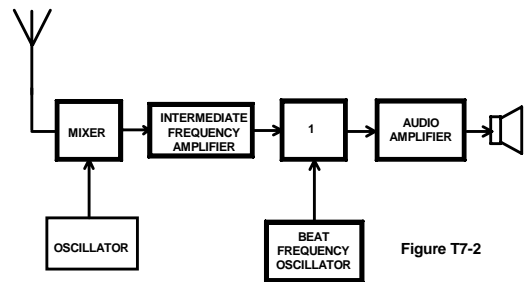 MIXER
INTERMEDIATE
FREQUENCY
AMPLIFIER
1
AUDIO
AMPLIFIER
OSCILLATOR
BEAT
FREQUENCY
OSCILLATOR
Figure T7-2